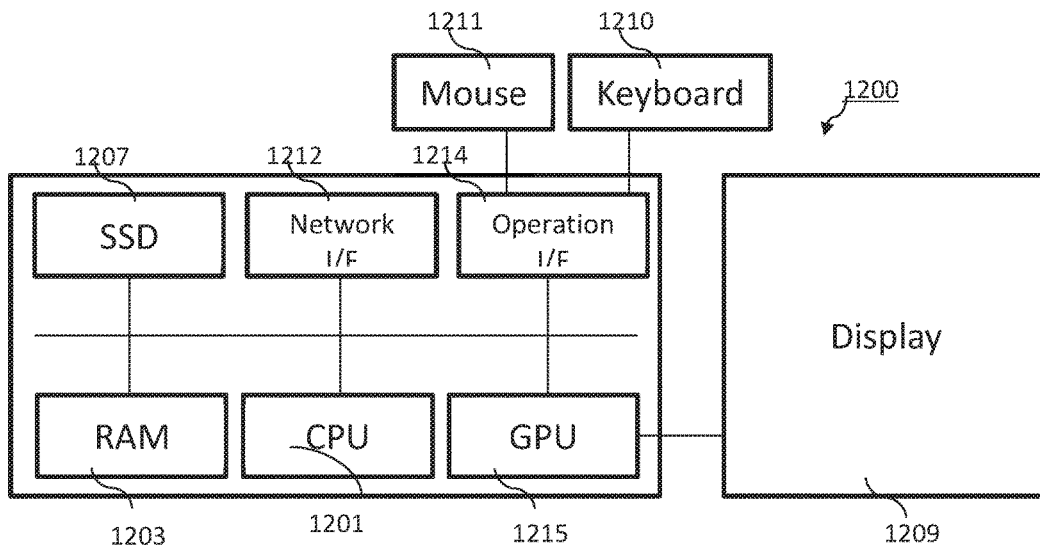 1211
1210
Mouse
Keyboard
1200
1207
1212
1214
SSD
Network
I/F
Operation
I/F
Display
RAM
CPU
GPU
1203
1201
1215
1209